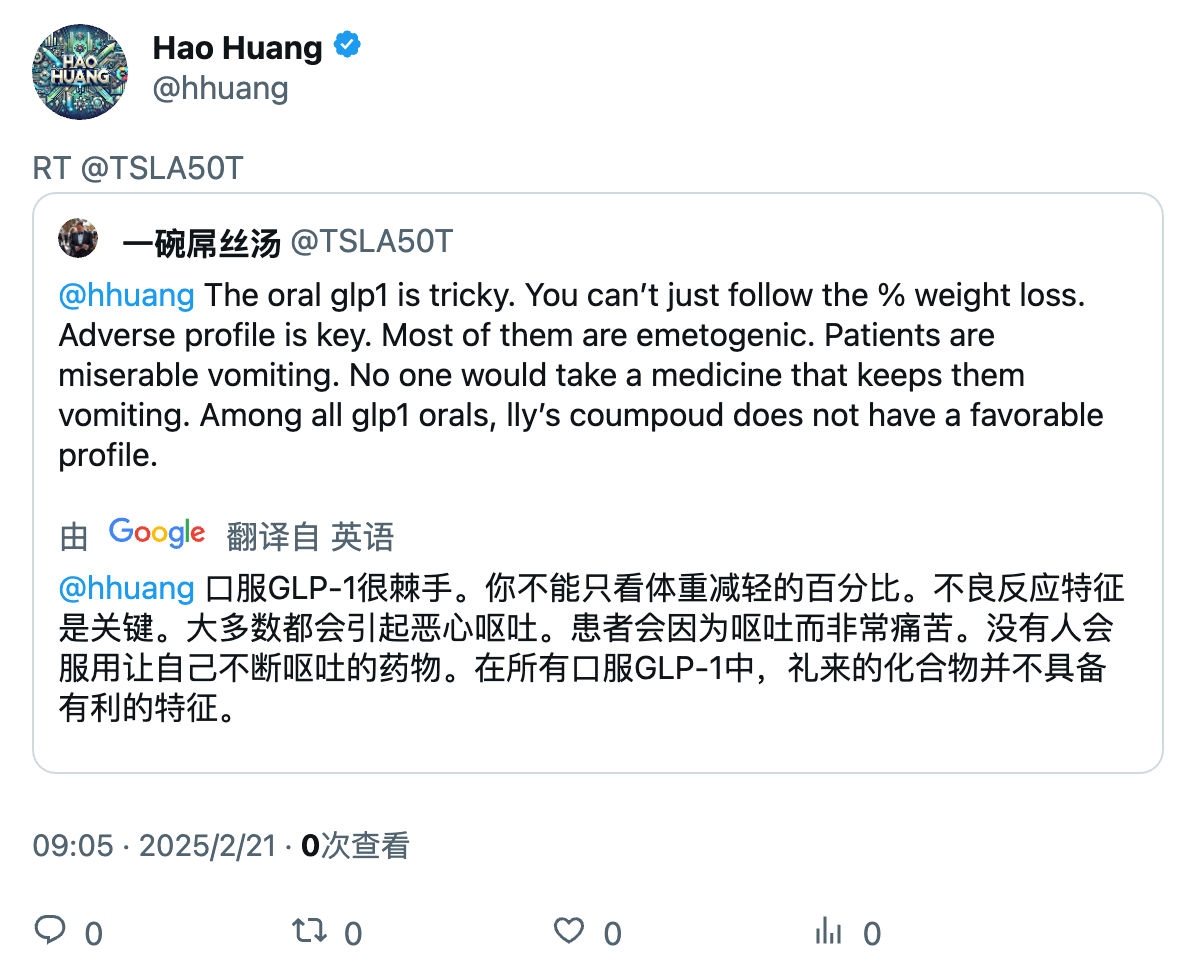 HAO
HUANG
Hao Huang
@hhuang
RT @TSLA50T
一碗屌丝汤 @TSLA50T
@hhuang The oral glp1 is tricky. You can’t just follow the % weight loss.
Adverse profile is key. Most of them are emetogenic. Patients are
miserable vomiting. No one would take a medicine that keeps them
vomiting. Among all glp1 orals, lly’s coumpoud does not have a favorable
profile.
由 Google 翻译自 英语
@hhuang 口服GLP-1很棘手。你不能只看体重减轻的百分比。不良反应特征
是关键。大多数都会引起恶心呕吐。患者会因为呕吐而非常痛苦。没有人会
服用让自己不断呕吐的药物。在所有口服GLP-1中，礼来的化合物并不具备
有利的特征。
09:05 · 2025/2/21 · 0次查看
0 0 0 0